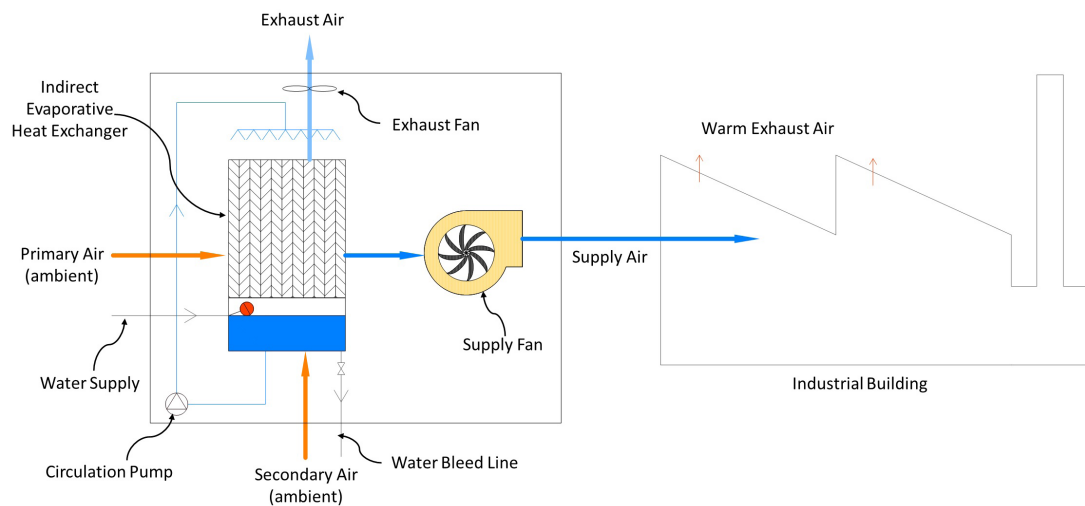 Exhaust Air
Indirect
Evaporative
Heat Exchanger
Exhaust Fan
Warm Exhaust Air
Primary Air
(ambient)
Supply Air
Supply Fan
Water Supply
Industrial Building
Circulation Pump
Secondary Air
(ambient)
Water Bleed Line